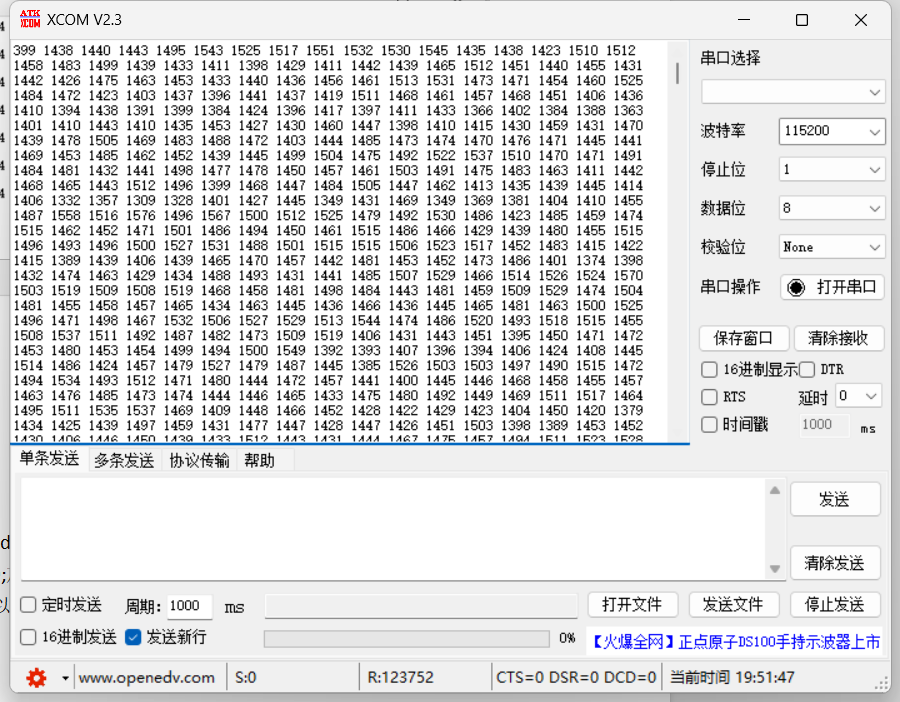 XCOM V2.3
399 1438 1440 1443 1495 1543 1525 1517 1551 1532 1530 1545 1435 1438 1423 1510 1512
1458 1483 1499 1439 1433 1411 1398 1429 1411 1442 1439 1465 1512 1451 1440 1455 1431
1442 1426 1475 1463 1453 1433 1440 1436 1456 1461 1513 1531 1473 1471 1454 1460 1525
1484 1472 1423 1403 1437 1396 1441 1437 1419 1511 1468 1461 1457 1468 1451 1406 1436
1410 1394 1438 1391 1399 1384 1424 1396 1417 1397 1411 1433 1366 1402 1384 1388 1363
1401 1410 1443 1410 1435 1453 1427 1430 1460 1447 1398 1410 1415 1430 1459 1431 1470
1439 1478 1505 1469 1483 1488 1472 1403 1444 1485 1473 1474 1470 1476 1471 1445 1441
1469 1453 1485 1462 1452 1439 1445 1499 1504 1475 1492 1522 1537 1510 1470 1471 1491
1484 1481 1432 1441 1498 1477 1478 1450 1457 1461 1503 1491 1475 1483 1463 1411 1442
1468 1465 1443 1512 1496 1399 1468 1447 1484 1505 1447 1462 1413 1435 1439 1445 1414
1406 1332 1357 1309 1328 1401 1427 1445 1349 1431 1469 1349 1369 1381 1404 1410 1455
1487 1558 1516 1576 1496 1567 1500 1512 1525 1479 1492 1530 1486 1423 1485 1459 1474
1515 1462 1452 1471 1501 1486 1494 1450 1461 1515 1486 1466 1429 1439 1480 1455 1515
1496 1493 1496 1500 1527 1531 1488 1501 1515 1515 1506 1523 1517 1452 1483 1415 1422
1415 1389 1439 1406 1439 1465 1470 1457 1442 1481 1453 1452 1473 1486 1401 1374 1398
1432 1474 1463 1429 1434 1488 1493 1431 1441 1485 1507 1529 1466 1514 1526 1524 1570
1503 1519 1509 1508 1519 1468 1458 1481 1498 1484 1443 1481 1459 1509 1529 1474 1504
1481 1455 1458 1457 1465 1434 1463 1445 1436 1466 1436 1445 1465 1481 1463 1500 1525
1496 1471 1498 1467 1532 1506 1527 1529 1513 1544 1474 1486 1520 1493 1518 1515 1455
1508 1537 1511 1492 1487 1482 1473 1509 1519 1406 1431 1443 1451 1395 1450 1471 1472
1453 1480 1453 1454 1499 1494 1500 1549 1392 1393 1407 1396 1394 1406 1424 1408 1445
1514 1486 1424 1457 1479 1527 1479 1487 1445 1385 1526 1503 1503 1497 1490 1515 1472
1494 1534 1493 1512 1471 1480 1444 1472 1457 1441 1400 1445 1446 1468 1458 1455 1457
1463 1476 1485 1473 1474 1444 1446 1465 1433 1475 1480 1492 1449 1469 1511 1517 1464
1495 1511 1535 1537 1469 1409 1448 1466 1452 1428 1422 1429 1423 1404 1450 1420 1379
1434 1425 1439 1497 1459 1431 1477 1447 1428 1447 1426 1451 1503 1398 1389 1453 1452
1430 1406 1446 1450 1439 1433 1512 1443 1431 1444 1467 1475 1457 1494 1511 1523 1528
串口选择
波特率 115200
停止位 1
数据位 8
校验位 None
串口操作 打开串口
保存窗口 清除接收
16进制显示 DTR
RTS 延时 0
时间戳 1000 ms
单条发送 多条发送 协议传输 帮助
发送
清除发送
定时发送 周期: 1000 ms 打开文件 发送文件 停止发送
16进制发送 发送新行 0% 【火爆全网】正点原子DS100手持示波器上市
www.openedv.com S:0 R:123752 CTS=0 DSR=0 DCD=0 当前时间 19:51:47